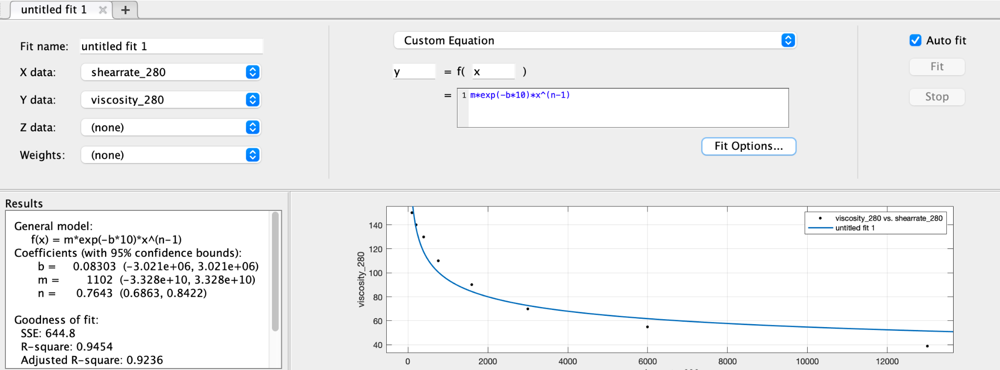 untitled fit 1
+
Fit name: untitled fit 1
X data: shearrate_280
Y data: viscosity_280
Z data: (none)
Weights: (none)
Custom Equation
y = f( x )
= 1 m*exp(-b*10)*x^(n-1)
Fit Options...
Auto fit
Fit
Stop
Results
General model:
f(x) = m*exp(-b*10)*x^(n-1)
Coefficients (with 95% confidence bounds):
b = 0.08303 (-3.021e+06, 3.021e+06)
m = 1102 (-3.328e+10, 3.328e+10)
n = 0.7643 (0.6863, 0.8422)
Goodness of fit:
SSE: 644.8
R-square: 0.9454
Adjusted R-square: 0.9236
viscosity_280
140
120
100
80
60
40
0 2000 4000 6000 8000 10000 12000
viscosity_280 vs. shearrate_280
untitled fit 1